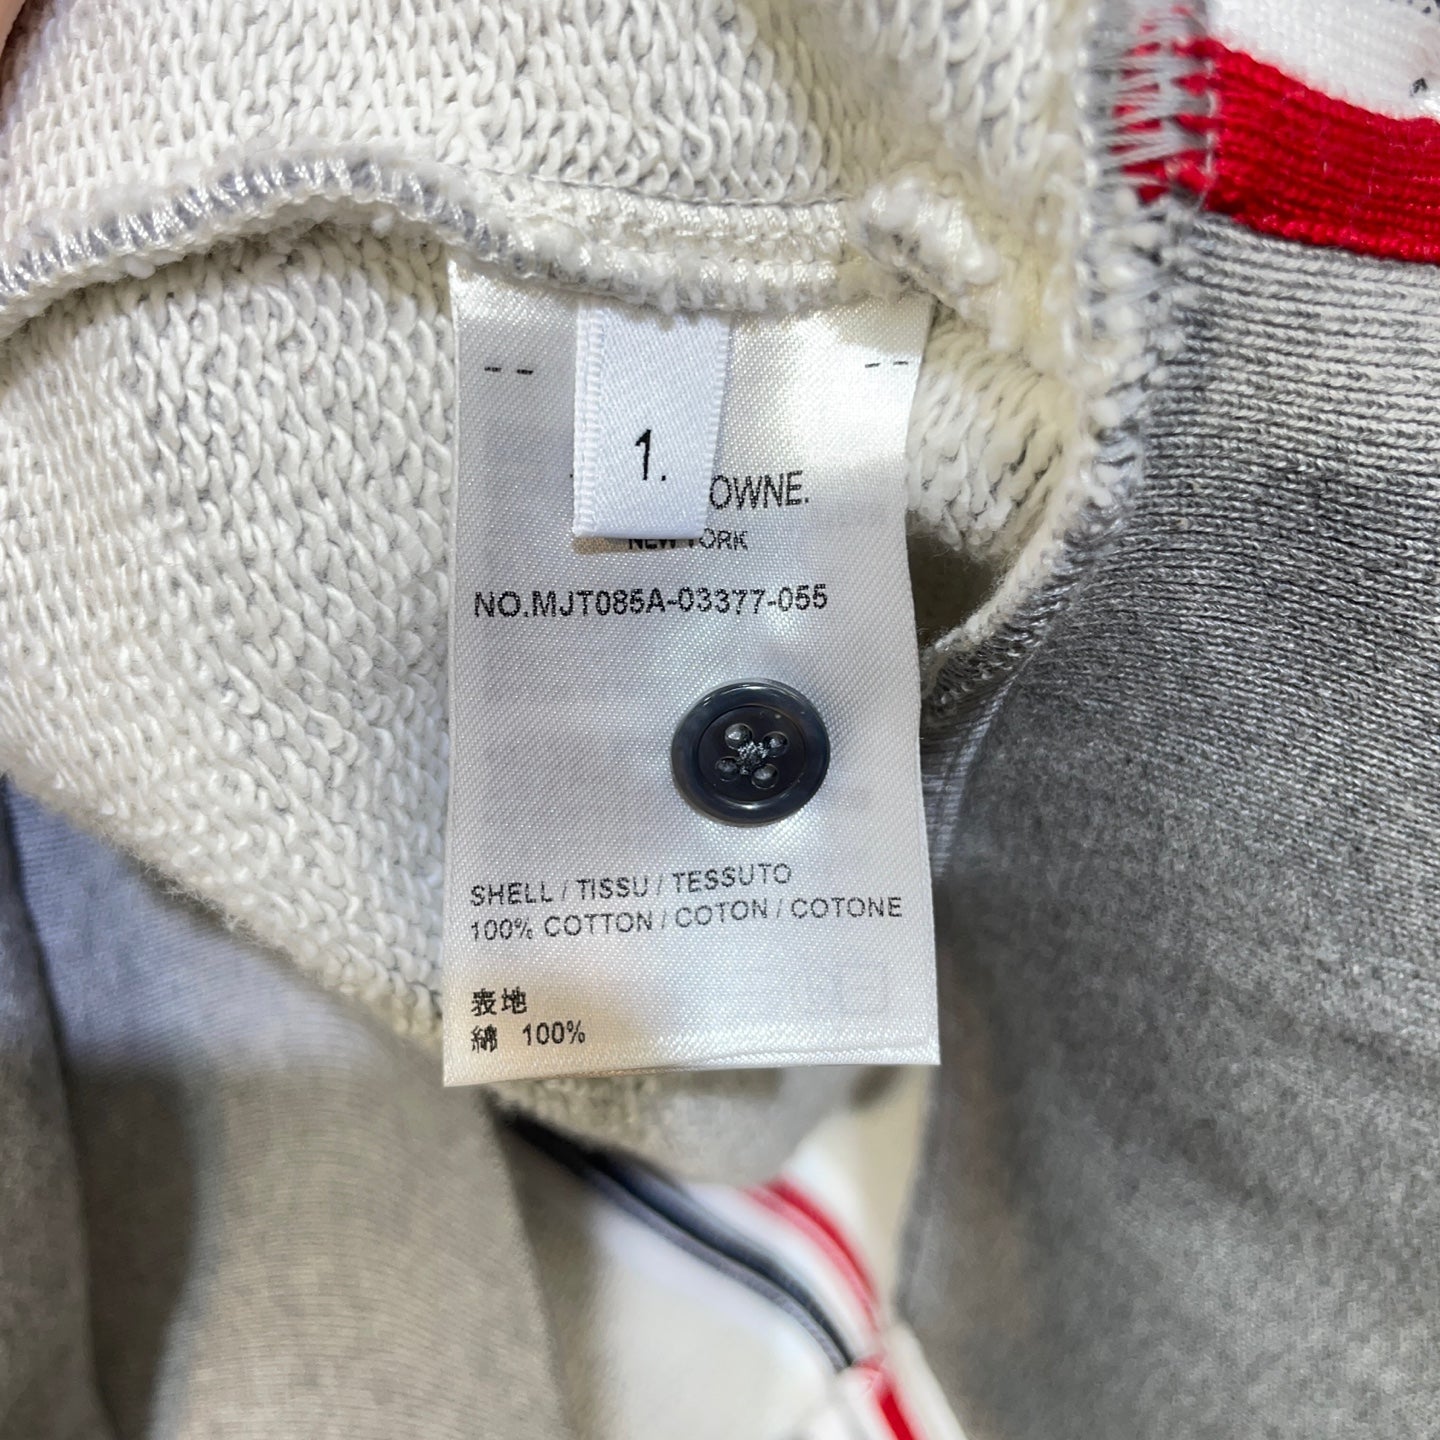 1.
OWNE.
NEW YORK
NO.MJT085A-03377-055
SHELL / TISSU / TESSUTO
100% COTTON / COTON / COTONE
表地
綿 100%